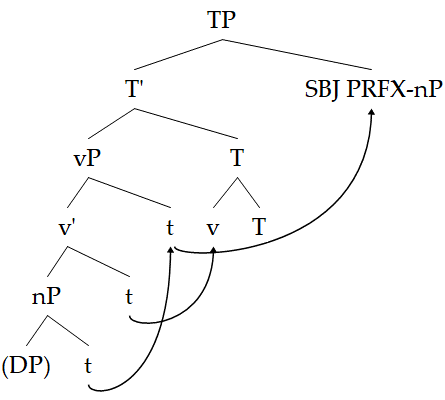 TP
T' SBJ PRFX-nP
vP T
v' t v T
nP t
(DP) t